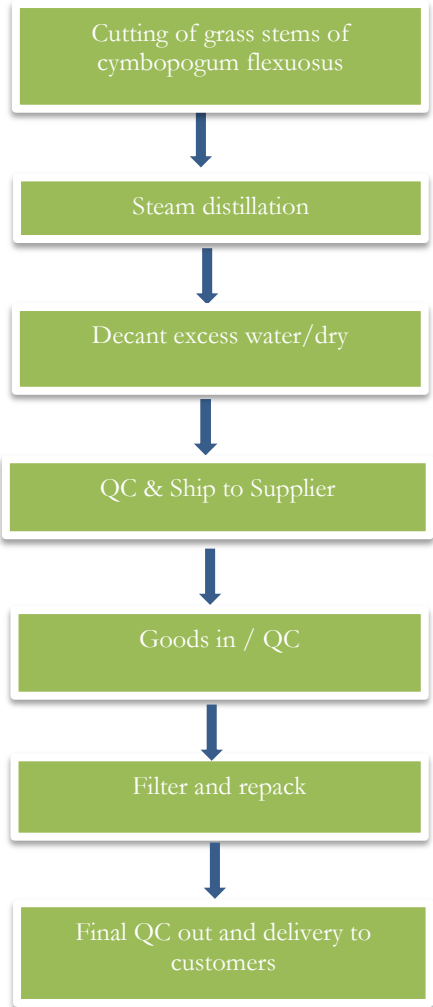 Cutting of grass stems of
cymbopogum flexuosus
Steam distillation
Decant excess water/dry
QC & Ship to Supplier
Goods in / QC
Filter and repack
Final QC out and delivery to
customers